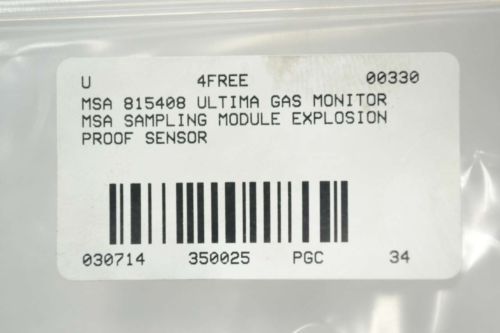 U 4FREE 00330
MSA 815408 ULTIMA GAS MONITOR
MSA SAMPLING MODULE EXPLOSION
PROOF SENSOR
030714 350025 PGC 34